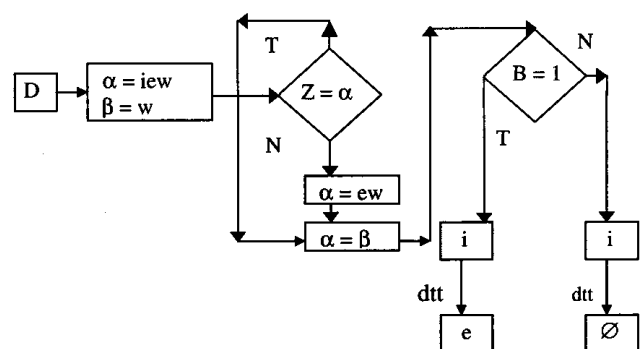 T
N
D
α = iew
β = w
Z = α
B = 1
N
T
α = ew
α = β
i
i
dtt
dtt
e
∅